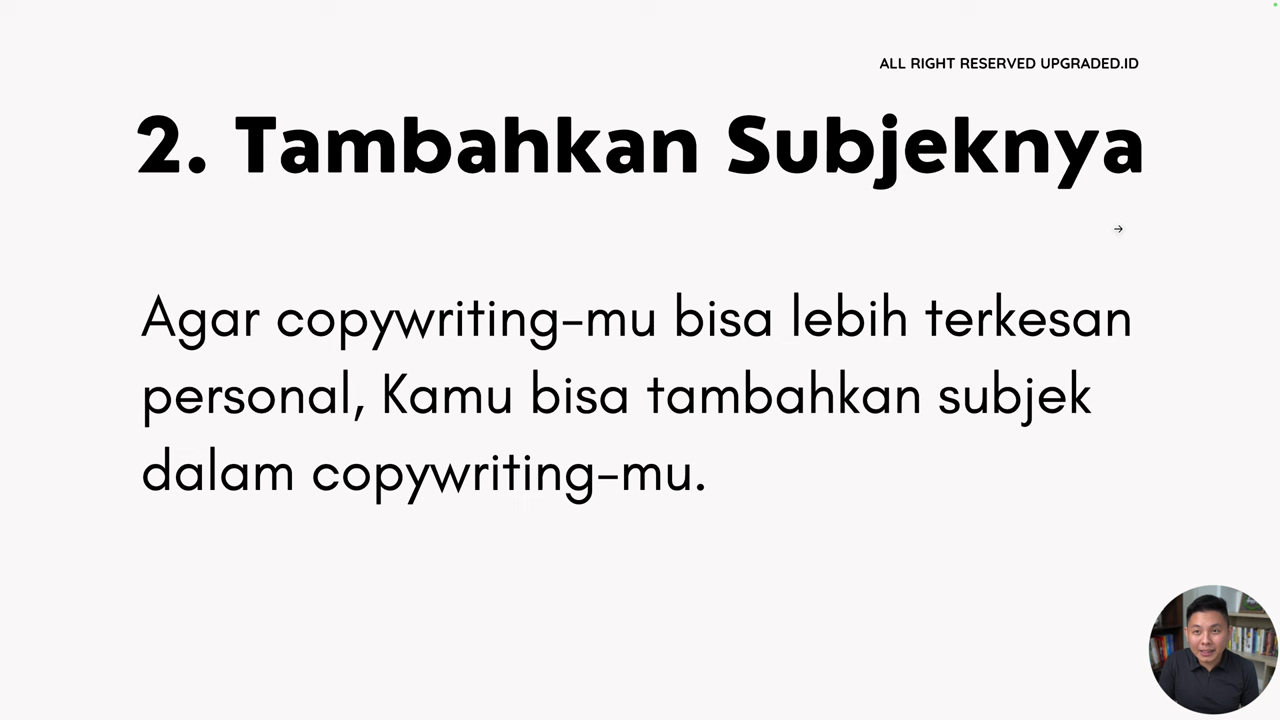 ALL RIGHT RESERVED UPGRADED.ID
2. Tambahkan Subjeknya
Agar copywriting-mu bisa lebih terkesan
personal, Kamu bisa tambahkan subjek
dalam copywriting-mu.